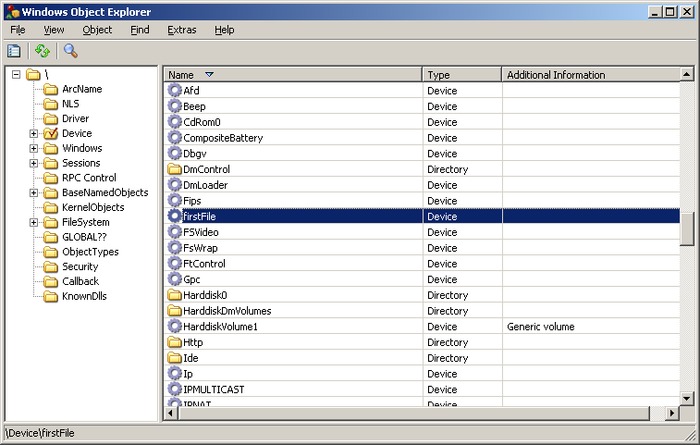 Windows Object Explorer
File View Object Find Extras Help
\
ArcName
NLS
Driver
Device
Windows
Sessions
RPC Control
BaseNamedObjects
KernelObjects
FileSystem
GLOBAL??
ObjectTypes
Security
Callback
KnownDlls
Name Type Additional Information
Afd Device
Beep Device
CdRom0 Device
CompositeBattery Device
Dbgv Device
DmControl Directory
DmLoader Device
Fips Device
firstFile Device
FSVideo Device
FsWrap Device
FtControl Device
Gpc Device
Harddisk0 Directory
HarddiskDmVolumes Directory
HarddiskVolume1 Device Generic volume
Http Directory
Ide Directory
Ip Device
IPMULTICAST Device
IPNAT Device
\Device\firstFile